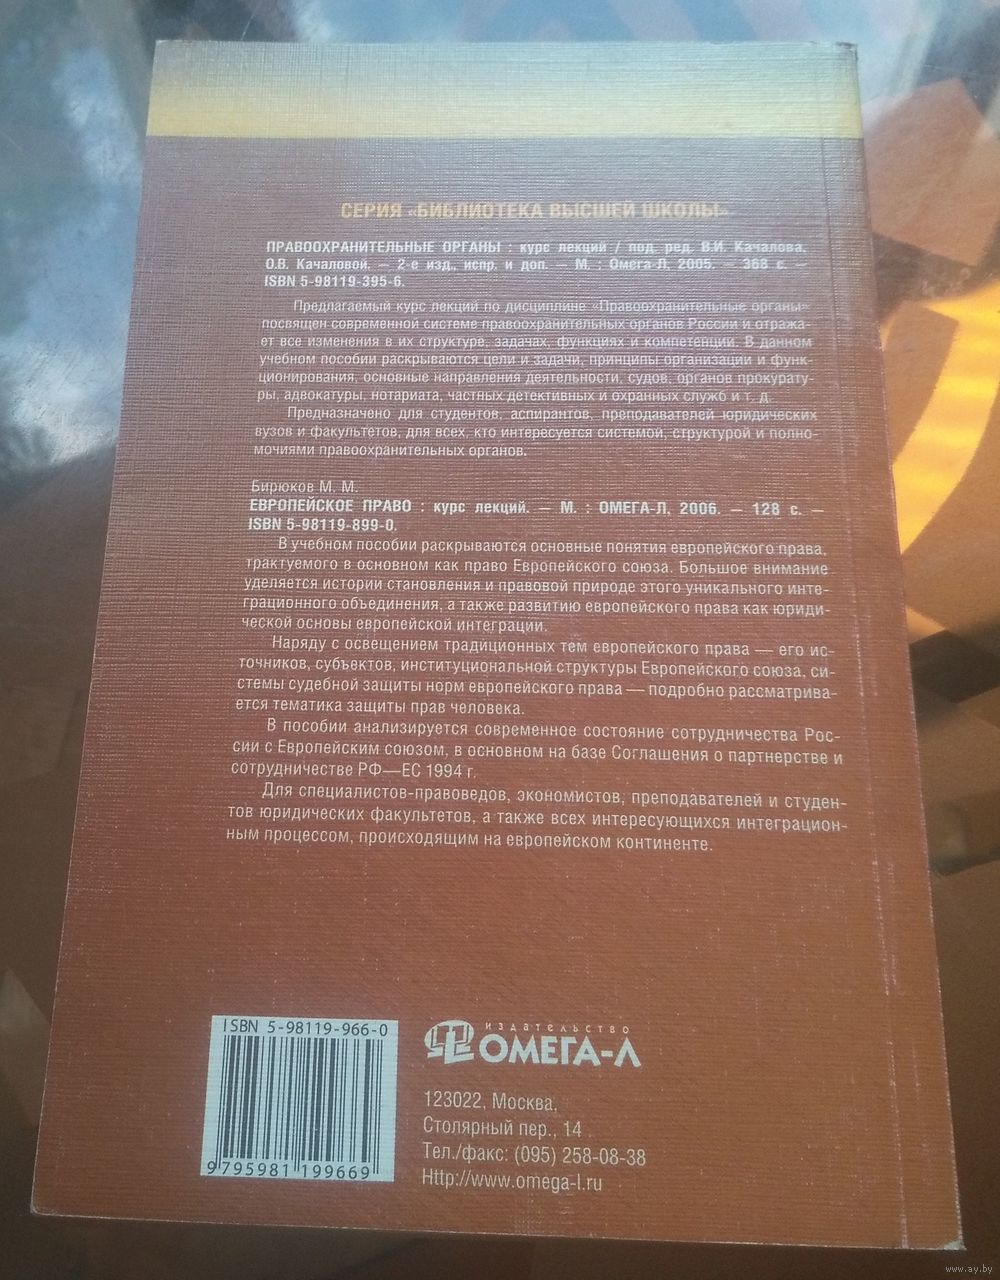 СЕРИЯ «БИБЛИОТЕКА ВЫСШЕЙ ШКОЛЫ»
ПРАВООХРАНИТЕЛЬНЫЕ ОРГАНЫ : курс лекций / под. ред. В.И. Качалова,
О.В. Качаловой. — 2-е изд., испр. и доп. — М. ; Омега-Л, 2005. — 368 с. —
ISBN 5-98119-395-6.
Предлагаемый курс лекций по дисциплине «Правоохранительные органы»
посвящен современной системе правоохранительных органов России и отража-
ет все изменения в их структуре, задачах, функциях и компетенции. В данном
учебном пособии раскрываются цели и задачи, принципы организации и функ-
ционирования, основные направления деятельности, судов, органов прокурату-
ры, адвокатуры, нотариата, частных детективных и охранных служб и т. д.
Предназначено для студентов, аспирантов, преподавателей юридических
вузов и факультетов, для всех, кто интересуется системой, структурой и полно-
мочиями правоохранительных органов.
Бирюков М. М.
ЕВРОПЕЙСКОЕ ПРАВО : курс лекций. — М. : ОМЕГА-Л, 2006. — 128 с. —
ISBN 5-98119-899-0.
В учебном пособии раскрываются основные понятия европейского права,
трактуемого в основном как право Европейского союза. Большое внимание
уделяется истории становления и правовой природе этого уникального инте-
грационного объединения, а также развитию европейского права как юриди-
ческой основы европейской интеграции.
Наряду с освещением традиционных тем европейского права — его ис-
точников, субъектов, институциональной структуры Европейского союза, си-
стемы судебной защиты норм европейского права — подробно рассматрива-
ется тематика защиты прав человека.
В пособии анализируется современное состояние сотрудничества Рос-
сии с Европейским союзом, в основном на базе Соглашения о партнерстве и
сотрудничестве РФ—ЕС 1994 г.
Для специалистов-правоведов, экономистов, преподавателей и студен-
тов юридических факультетов, а также всех интересующихся интеграцион-
ным процессом, происходящим на европейском континенте.
ISBN 5-98119-966-0
9 795981 199669
ИЗДАТЕЛЬСТВО
ОМЕГА-Л
123022, Москва,
Столярный пер., 14
Тел./факс: (095) 258-08-38
Http://www.omega-l.ru
www.ay.by